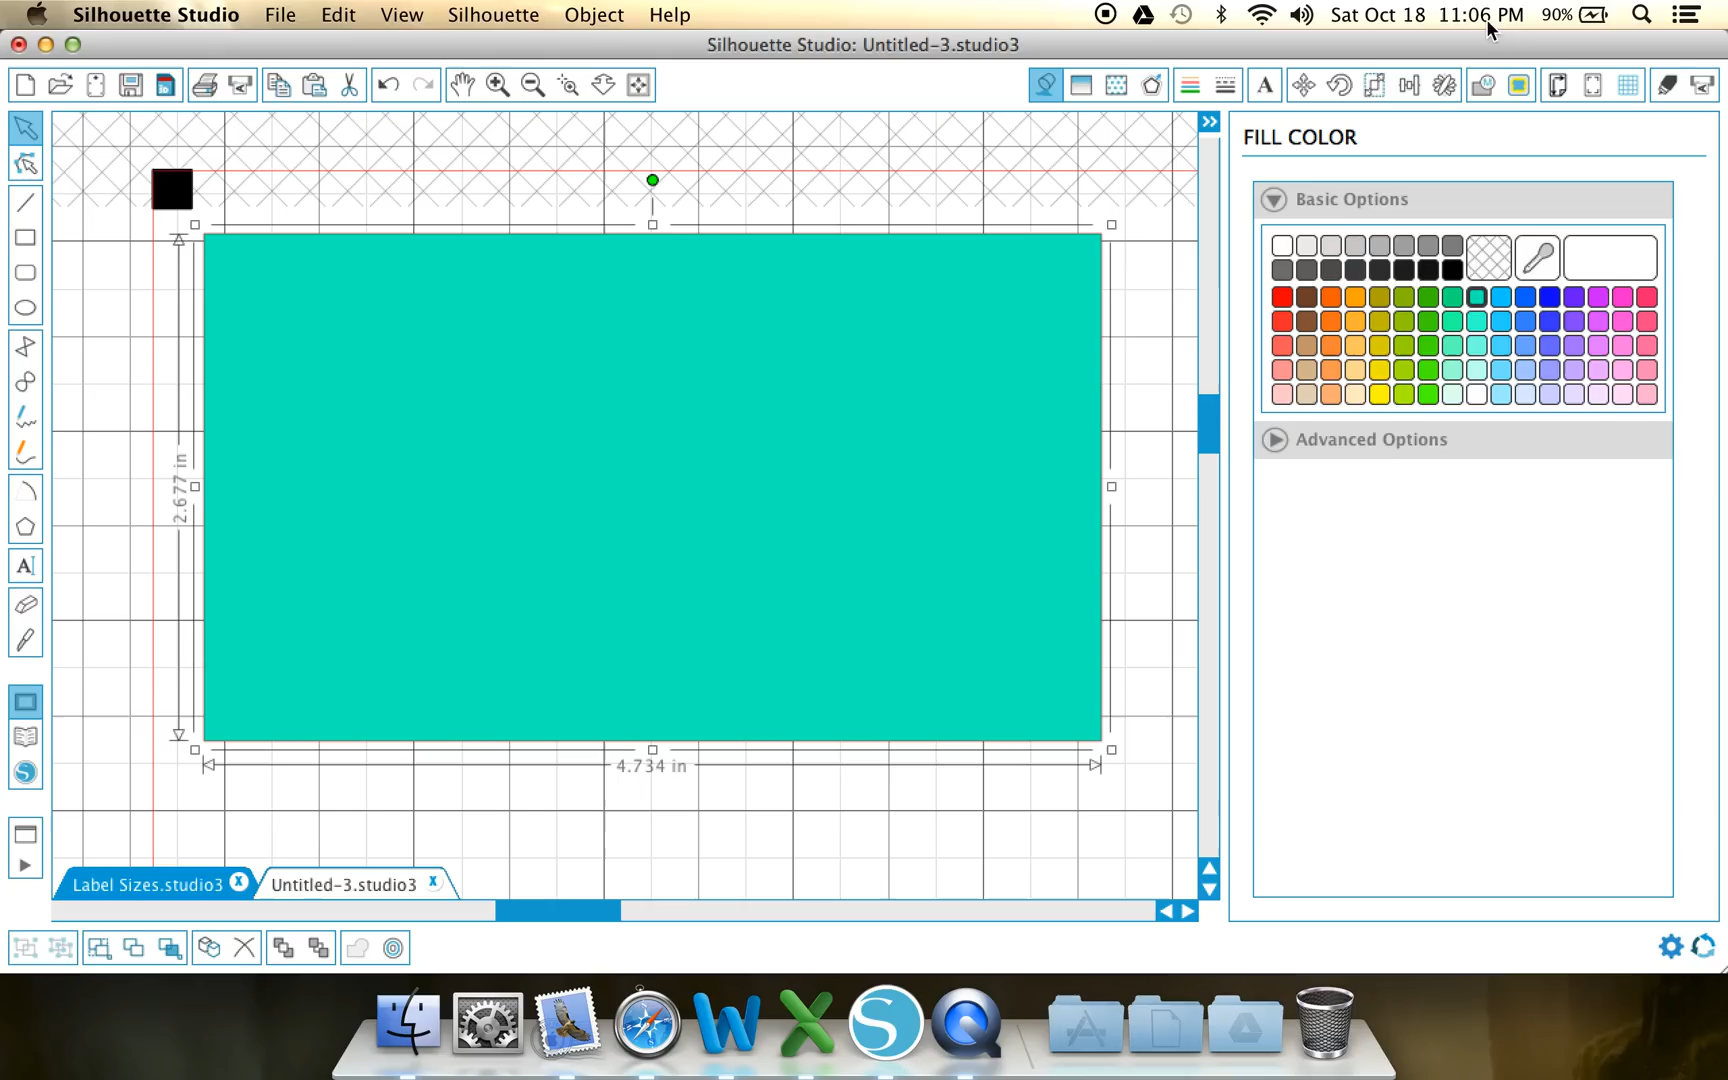 Silhouette Studio File Edit View Silhouette Object Help Sat Oct 18 11:06 PM 90%
Silhouette Studio: Untitled-3.studio3
FILL COLOR
Basic Options
Advanced Options
2.677 in
4.734 in
Label Sizes.studio3 x Untitled-3.studio3 x